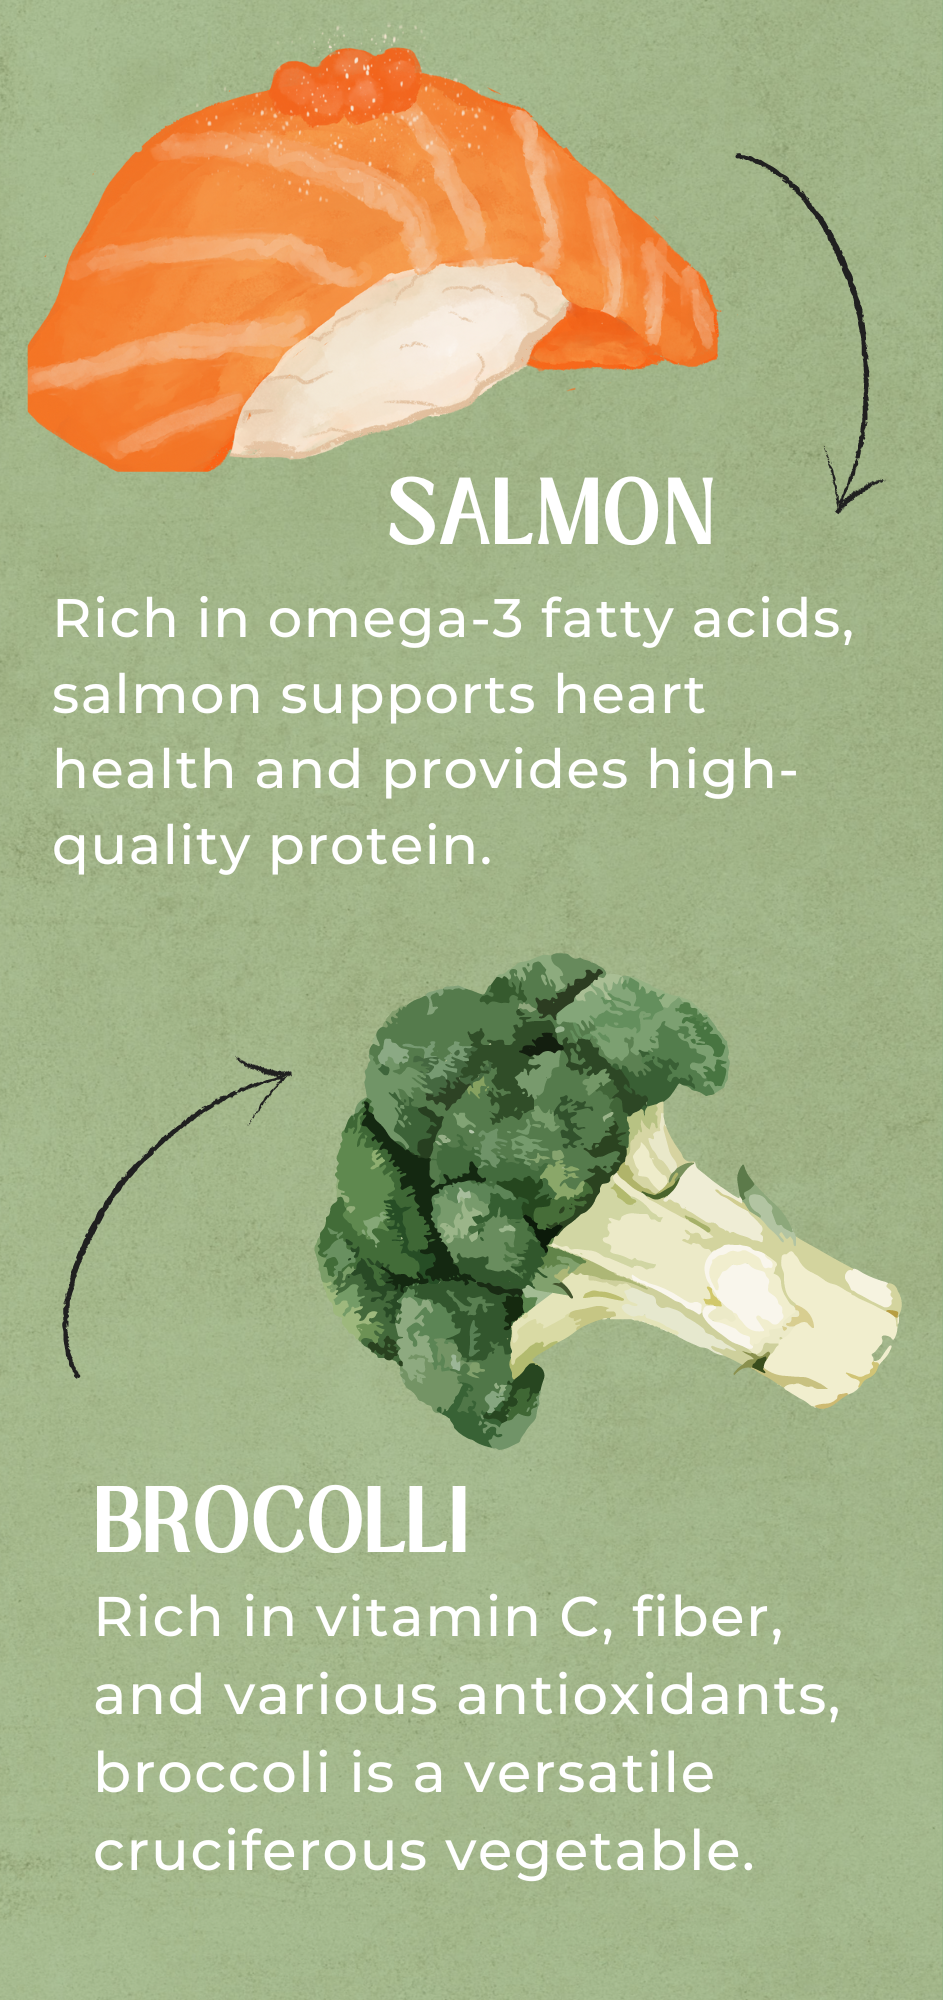 SALMON
Rich in omega-3 fatty acids,
salmon supports heart
health and provides high-
quality protein.
BROCOLLI
Rich in vitamin C, fiber,
and various antioxidants,
broccoli is a versatile
cruciferous vegetable.